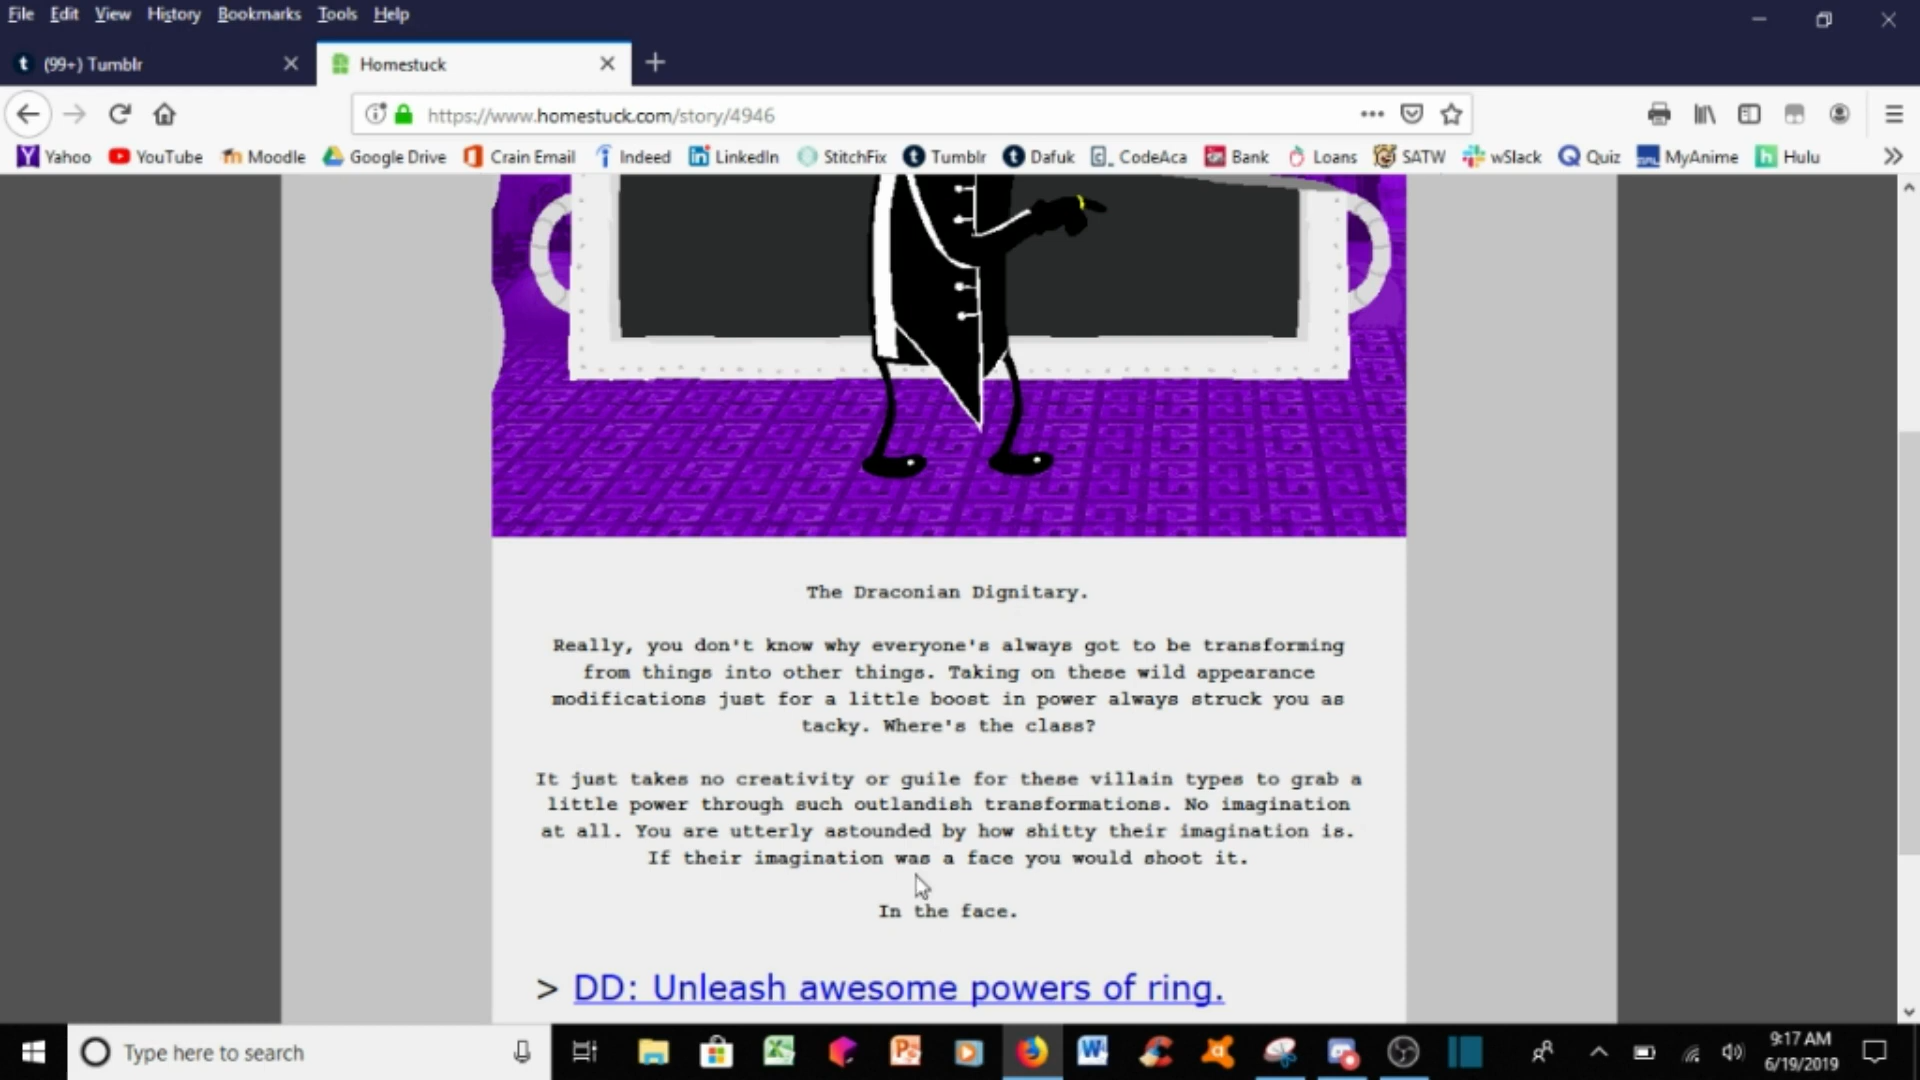 File Edit View History Bookmarks Tools Help
(99+) Tumblr
Homestuck
https://www.homestuck.com/story/4946
Yahoo YouTube Moodle Google Drive Crain Email Indeed LinkedIn StitchFix Tumblr Dafuk CodeAca Bank Loans SATW wSlack Quiz MyAnime Hulu
The Draconian Dignitary.
Really, you don't know why everyone's always got to be transforming
from things into other things. Taking on these wild appearance
modifications just for a little boost in power always struck you as
tacky. Where's the class?
It just takes no creativity or guile for these villain types to grab a
little power through such outlandish transformations. No imagination
at all. You are utterly astounded by how shitty their imagination is.
If their imagination was a face you would shoot it.
In the face.
> DD: Unleash awesome powers of ring.
Type here to search
9:17 AM
6/19/2019